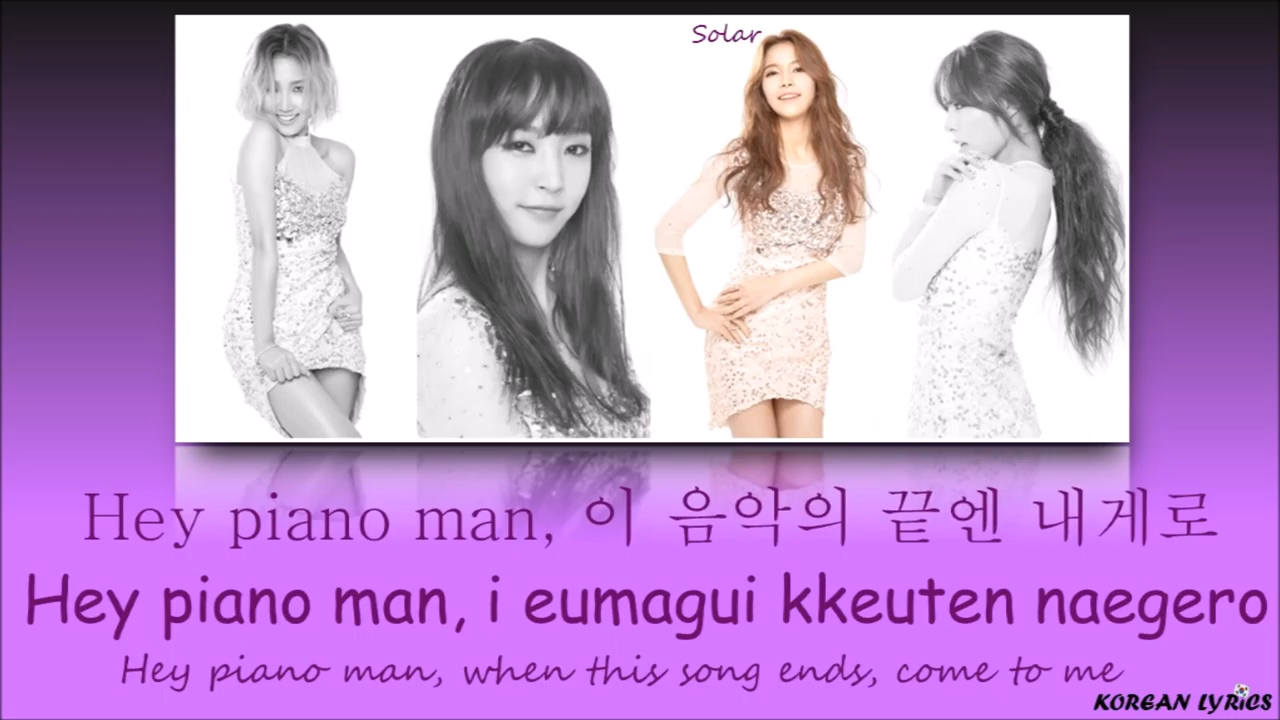 Solar
Hey piano man, 이 음악의 끝엔 내게로
Hey piano man, i eumagui kkeuten naegero
Hey piano man, when this song ends, come to me
KOREAN LYRICS